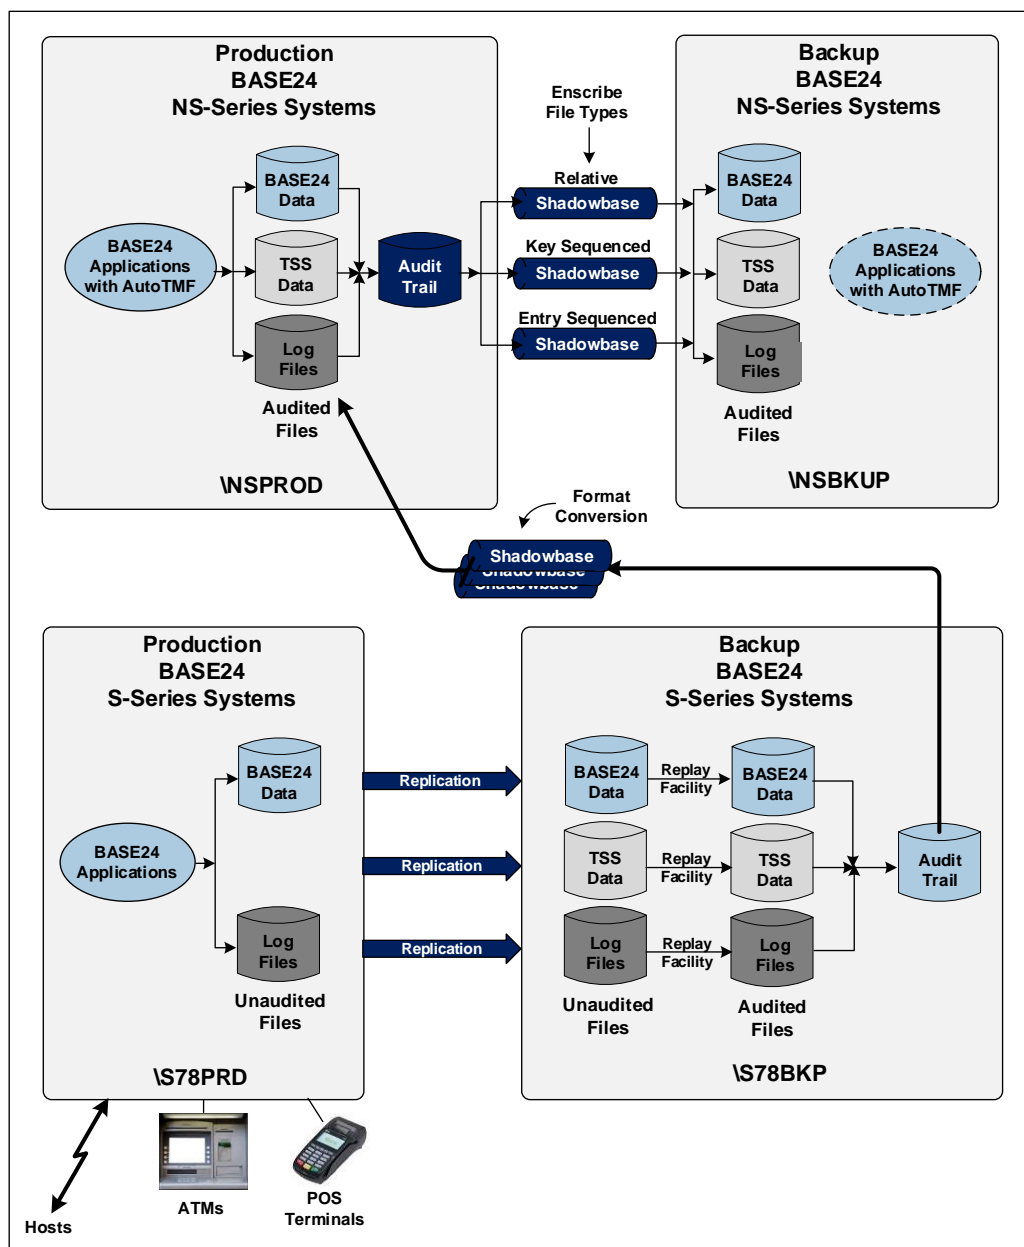 Production
BASE24
NS-Series Systems
BASE24
Data
BASE24
Applications
with AutoTMF
TSS
Data
Audit
Trail
Log
Files
Audited
Files
\NSPROD
Enscribe
File Types
Relative
Shadowbase
Key Sequenced
Shadowbase
Entry Sequenced
Shadowbase
Backup
BASE24
NS-Series Systems
BASE24
Data
TSS
Data
BASE24
Applications
with AutoTMF
Log
Files
Audited
Files
\NSBKUP
Format
Conversion
Shadowbase
Shadowbase
Shadowbase
Production
BASE24
S-Series Systems
BASE24
Data
BASE24
Applications
Log
Files
Unaudited
Files
\S78PRD
Replication
Replication
Replication
Backup
BASE24
S-Series Systems
BASE24
Data
Replay
Facility
BASE24
Data
TSS
Data
Replay
Facility
TSS
Data
Audit
Trail
Log
Files
Replay
Facility
Log
Files
Unaudited
Files
Audited
Files
\S78BKP
Hosts
ATMs
POS
Terminals